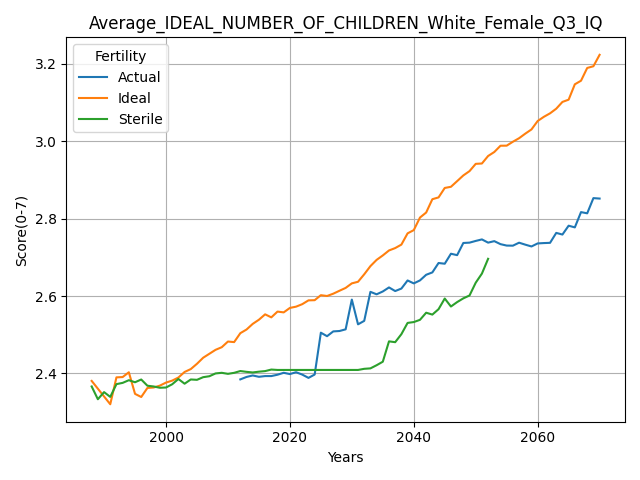 Average_IDEAL_NUMBER_OF_CHILDREN_White_Female_Q3_IQ
Fertility
Actual
Ideal
Sterile
Score(0-7)
3.2
3.0
2.8
2.6
2.4
2000
2020
2040
2060
Years